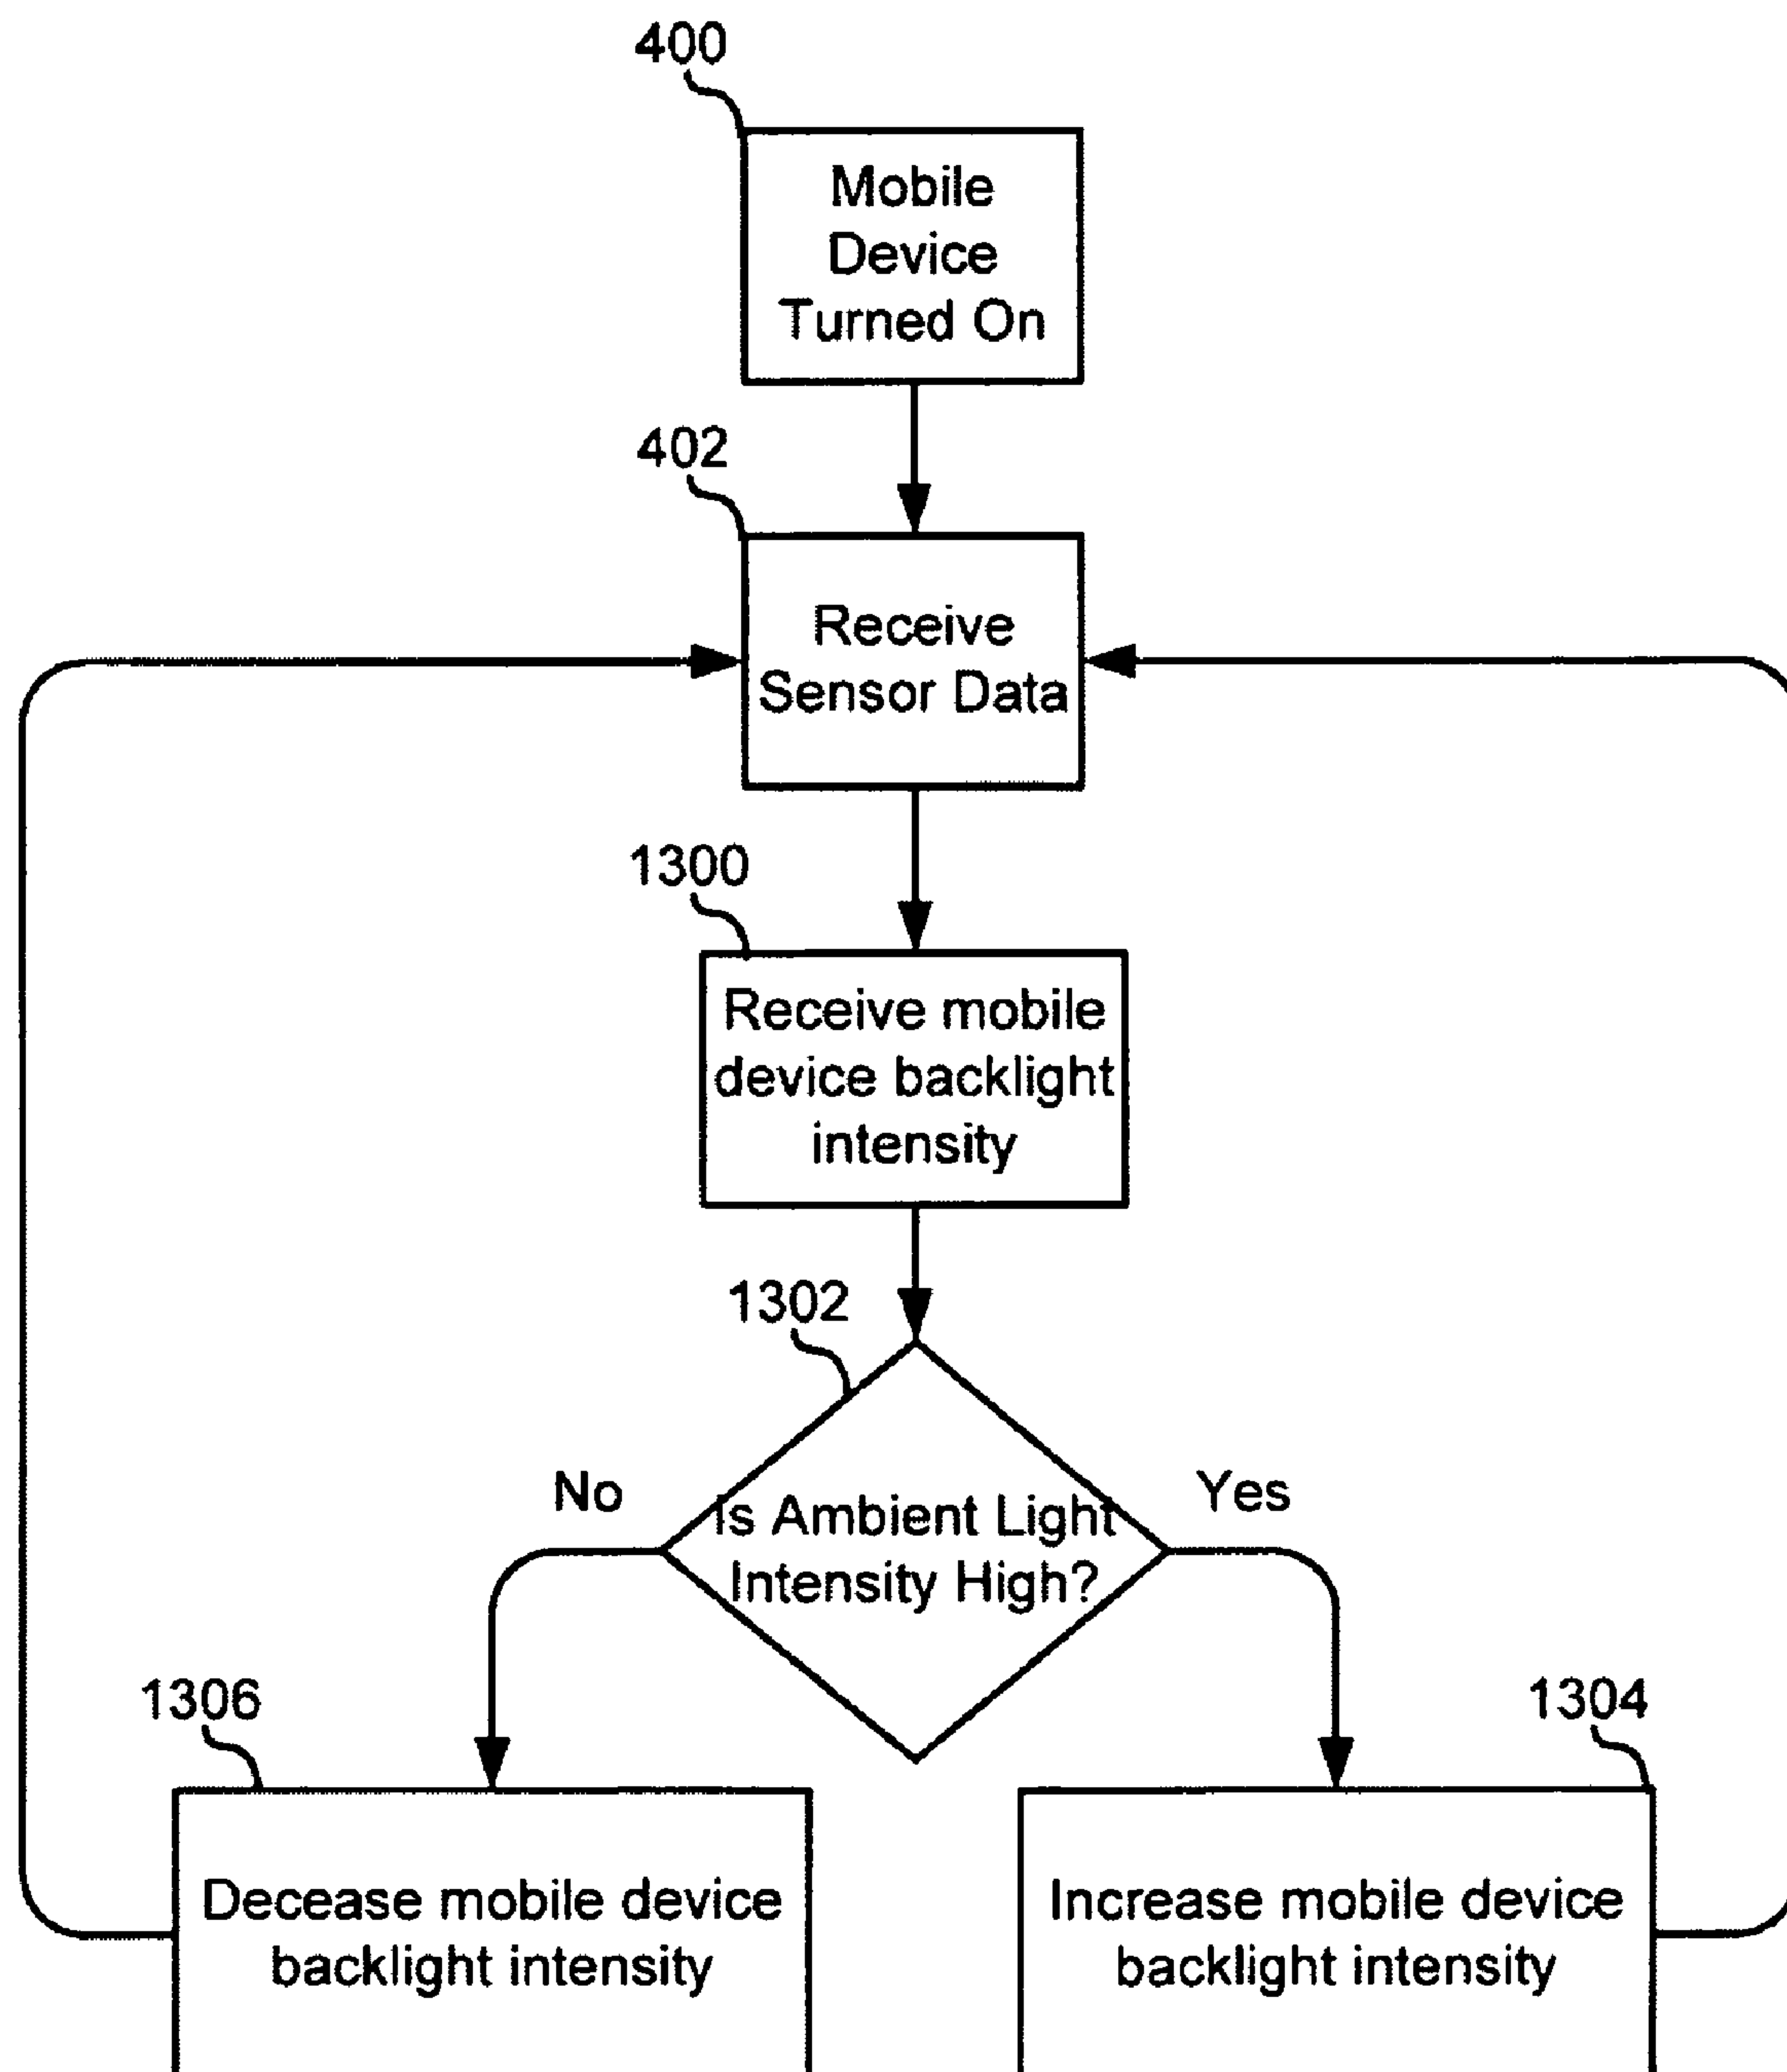 400
Mobile
Device
Turned On
402
Receive
Sensor Data
1300
Receive mobile
device backlight
intensity
1302
No
Is Ambient Light
Intensity High?
Yes
1306
1304
Decease mobile device
backlight intensity
Increase mobile device
backlight intensity